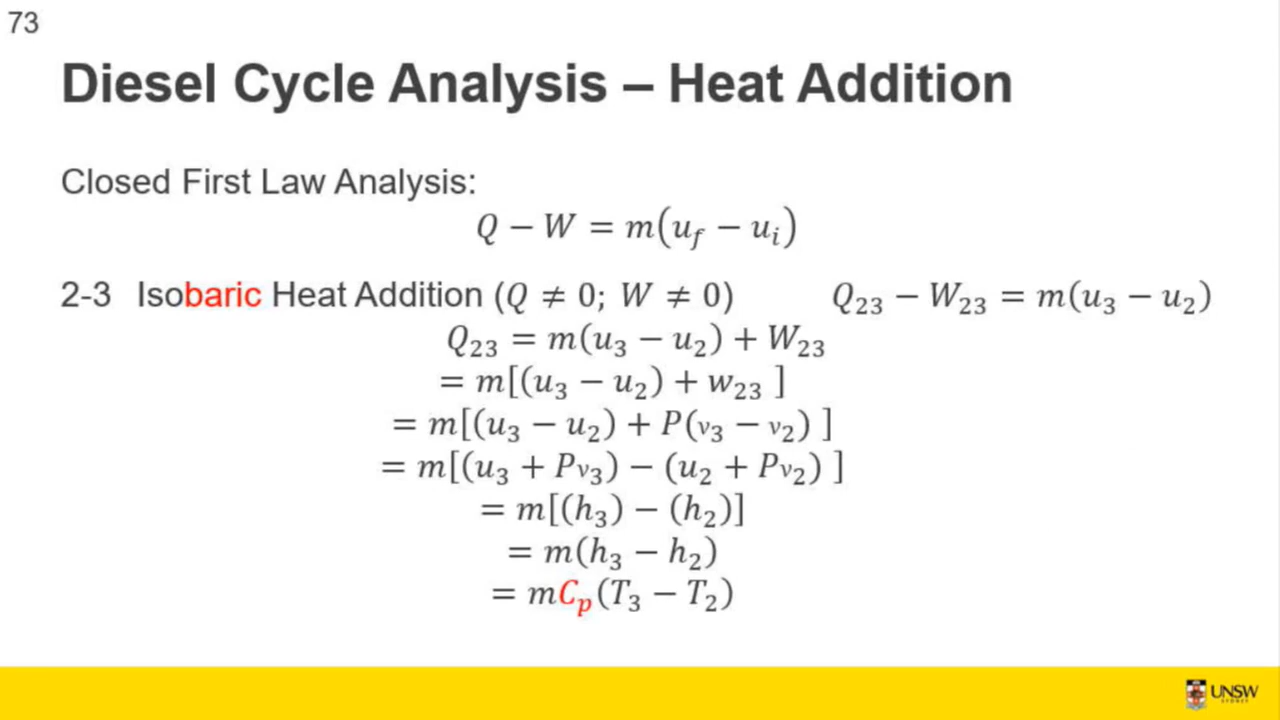 73
Diesel Cycle Analysis – Heat Addition
Closed First Law Analysis:
Q − W = m(u_f − u_i)
2-3 Isobaric Heat Addition (Q ≠ 0; W ≠ 0) Q₂₃ − W₂₃ = m(u₃ − u₂)
Q₂₃ = m(u₃ − u₂) + W₂₃
= m[(u₃ − u₂) + w₂₃ ]
= m[(u₃ − u₂) + P(v₃ − v₂) ]
= m[(u₃ + Pv₃) − (u₂ + Pv₂) ]
= m[(h₃) − (h₂)]
= m(h₃ − h₂)
= mC_p(T₃ − T₂)
UNSW
SYDNEY